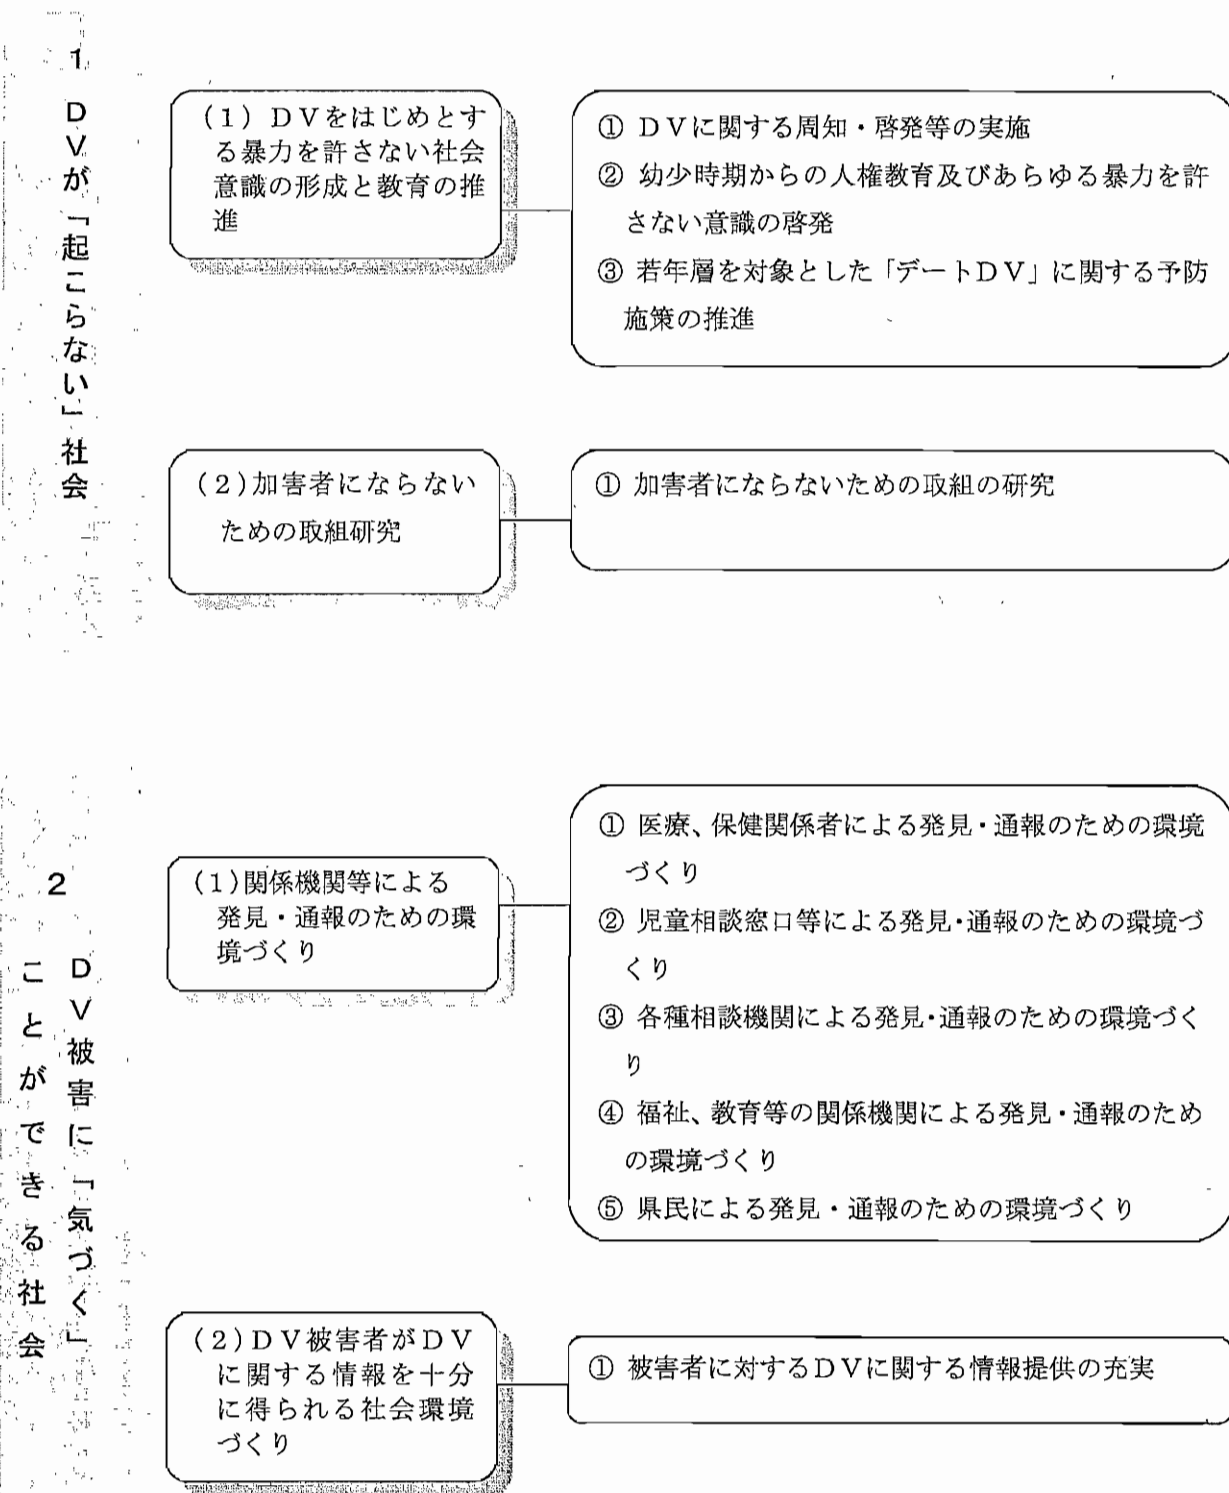 1 DVが「起こらない」社会
(1) DVをはじめとす
る暴力を許さない社会
意識の形成と教育の推
進
① DVに関する周知・啓発等の実施
② 幼少時期からの人権教育及びあらゆる暴力を許
さない意識の啓発
③ 若年層を対象とした「デートDV」に関する予防
施策の推進
(2)加害者にならない
ための取組研究
① 加害者にならないための取組の研究
2 DV被害に「気づく」
ことができる社会
(1)関係機関等による
発見・通報のための環
境づくり
① 医療、保健関係者による発見・通報のための環境
づくり
② 児童相談窓口等による発見・通報のための環境づ
くり
③ 各種相談機関による発見・通報のための環境づく
り
④ 福祉、教育等の関係機関による発見・通報のため
の環境づくり
⑤ 県民による発見・通報のための環境づくり
(2)DV被害者がDV
に関する情報を十分
に得られる社会環境
づくり
① 被害者に対するDVに関する情報提供の充実